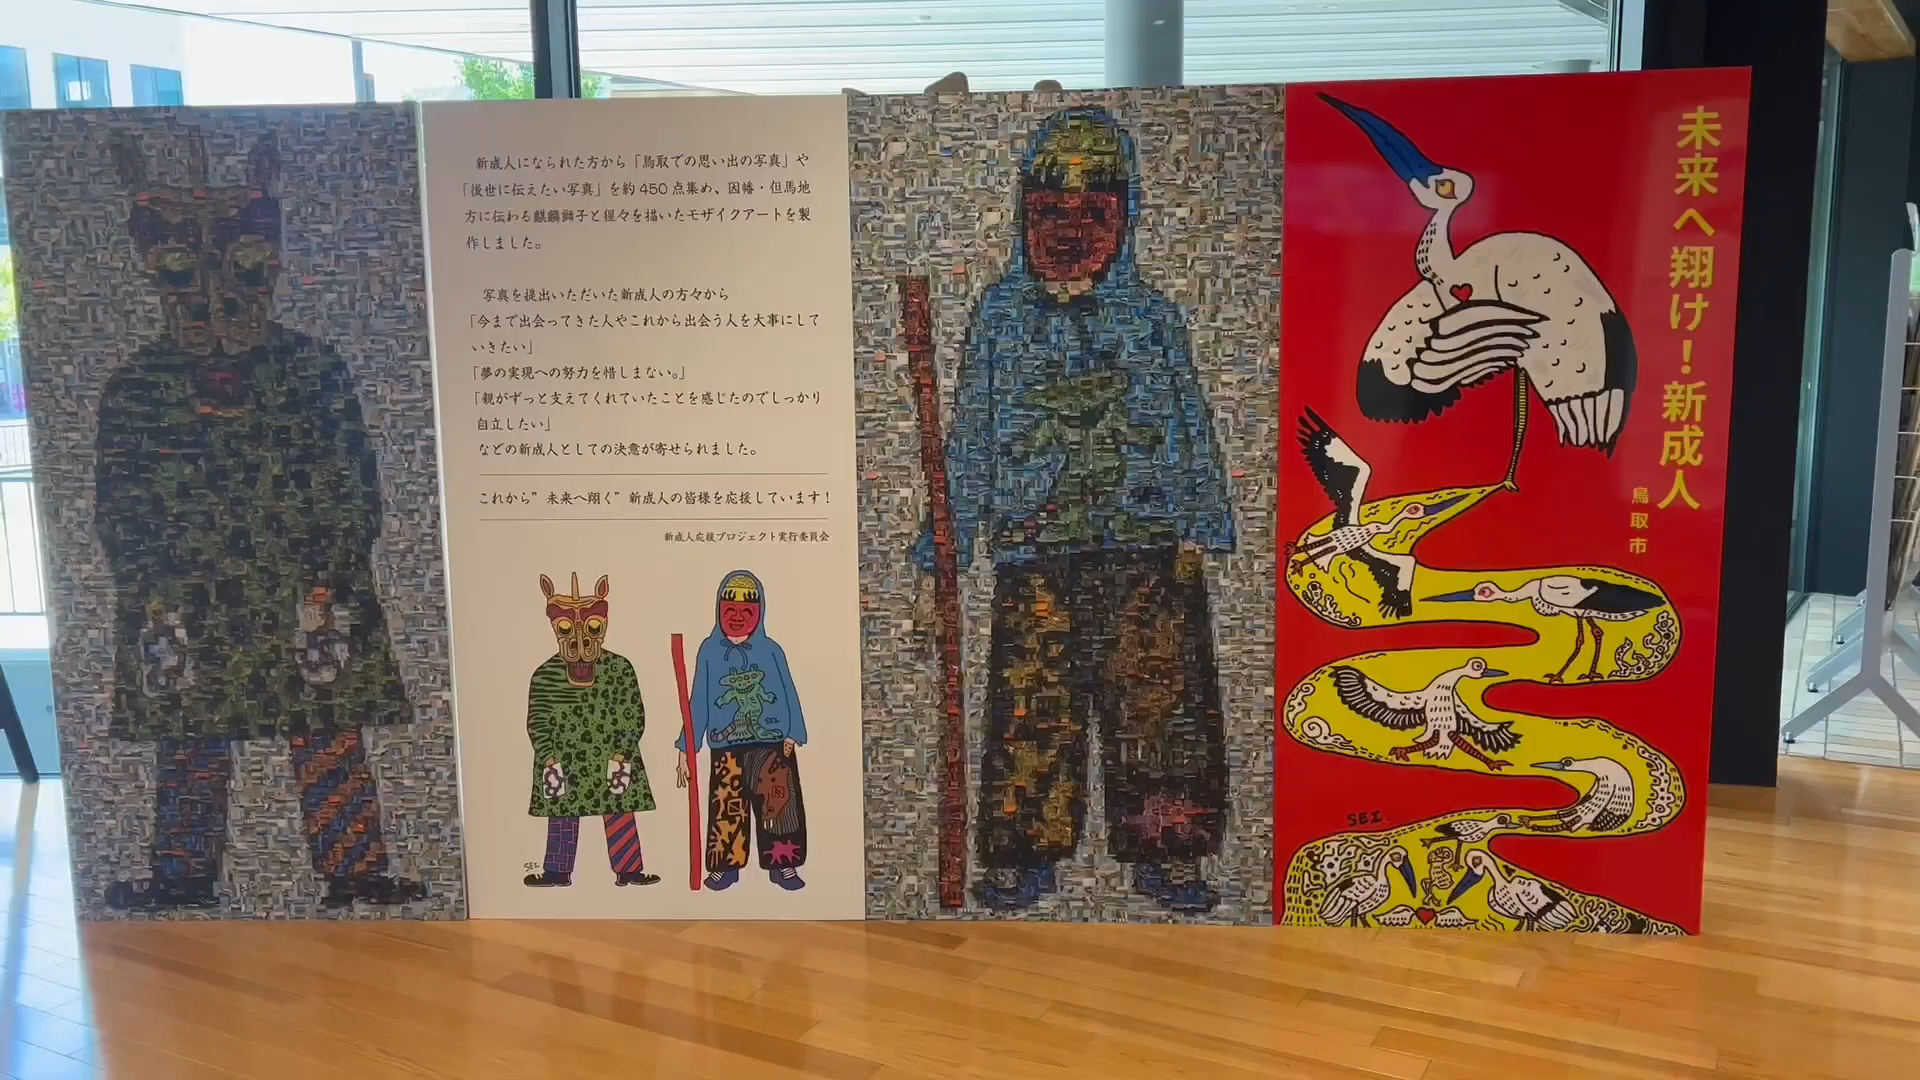 新成人になられた方から「鳥取での思い出の写真」や
「後世に伝えたい写真」を約450点集め、因幡・但馬地
方に伝わる麒麟獅子と猩々を描いたモザイクアートを製
作しました。
写真を提出いただいた新成人の方々から
「今まで出会ってきた人やこれから出会う人を大事にして
いきたい」
「夢の実現への努力を惜しまない。」
「親がずっと支えてくれていたことを感じたのでしっかり
自立したい」
などの新成人としての決意が寄せられました。
これから”未来へ翔く”新成人の皆様を応援しています!
新成人応援プロジェクト実行委員会
SEI
SEI
未来へ翔け!新成人
鳥取市
SEI.